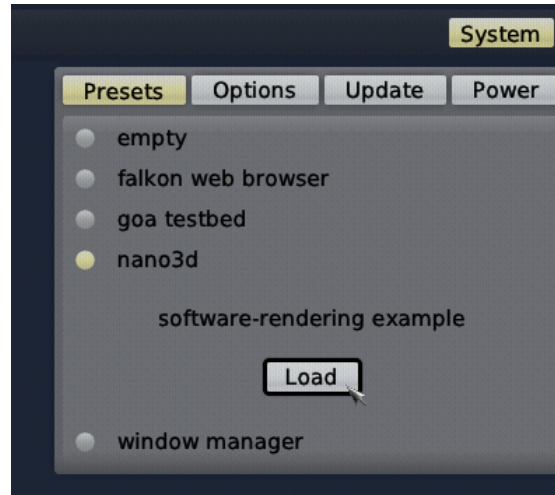 System
Presets Options Update Power
empty
falkon web browser
goa testbed
nano3d
software-rendering example
Load
window manager